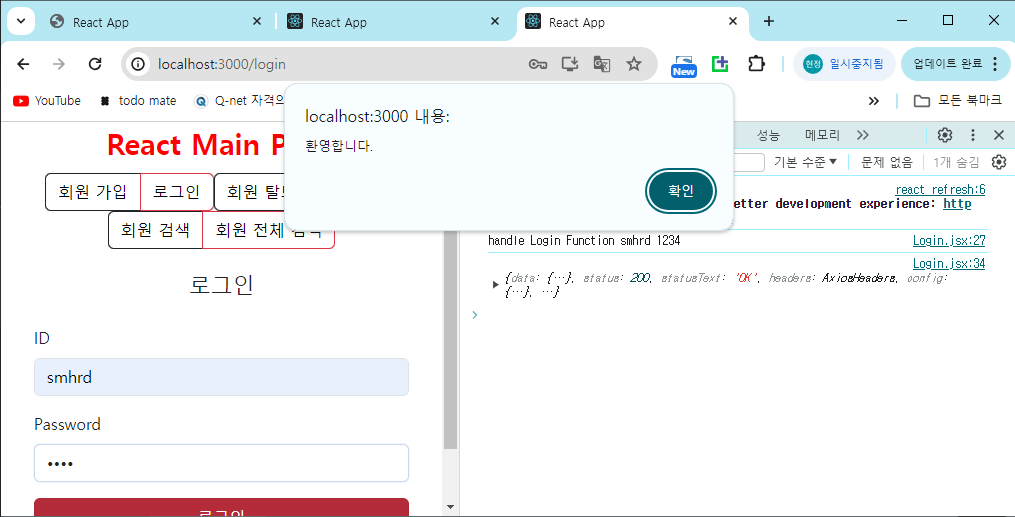 React App
React App
React App
localhost:3000/login
New
현정
일시중지됨
업데이트 완료
YouTube
todo mate
Q-net 자격의
모든 북마크
localhost:3000 내용:
환영합니다.
확인
React Main P
회원 가입
로그인
회원 탈
회원 검색
회원 전체 검색
로그인
ID
smhrd
Password
••••
로그인
성능
메모리
기본 수준
문제 없음
1개 숨김
react refresh:6
etter development experience: http
handle Login Function smhrd 1234
Login.jsx:27
Login.jsx:34
{data: {…}, status: 200, statusText: 'OK', headers: AxiosHeaders, config:
{…}, …}